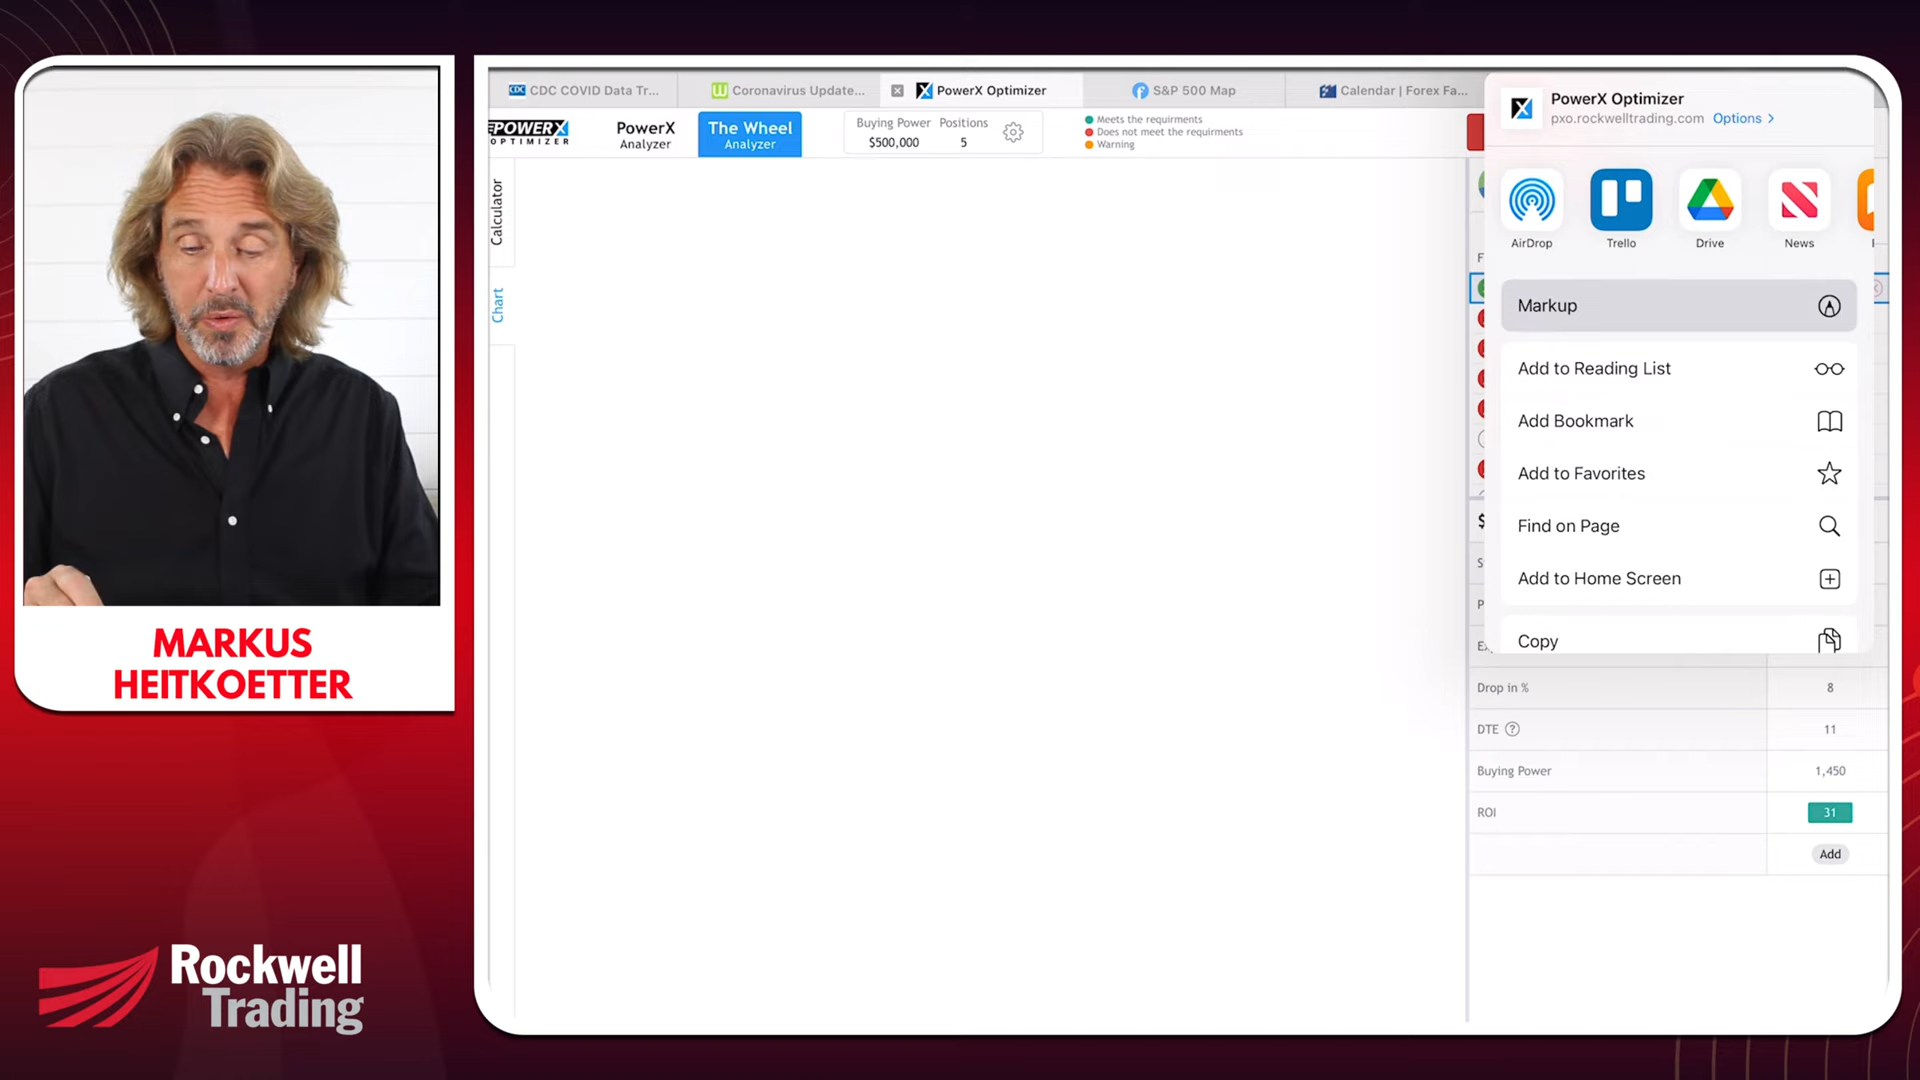 CDC COVID Data Tr...
Coronavirus Update...
PowerX Optimizer
S&P 500 Map
Calendar | Forex Fa...
POWERX
OPTIMIZER
PowerX
Analyzer
The Wheel
Analyzer
Buying Power
$500,000
Positions
5
Meets the requirments
Does not meet the requirments
Warning
Calculator
Chart
PowerX Optimizer
pxo.rockwelltrading.com Options >
AirDrop
Trello
Drive
News
Markup
Add to Reading List
Add Bookmark
Add to Favorites
Find on Page
Add to Home Screen
Copy
Drop in % 8
DTE ? 11
Buying Power 1,450
ROI 31
Add
MARKUS
HEITKOETTER
Rockwell
Trading